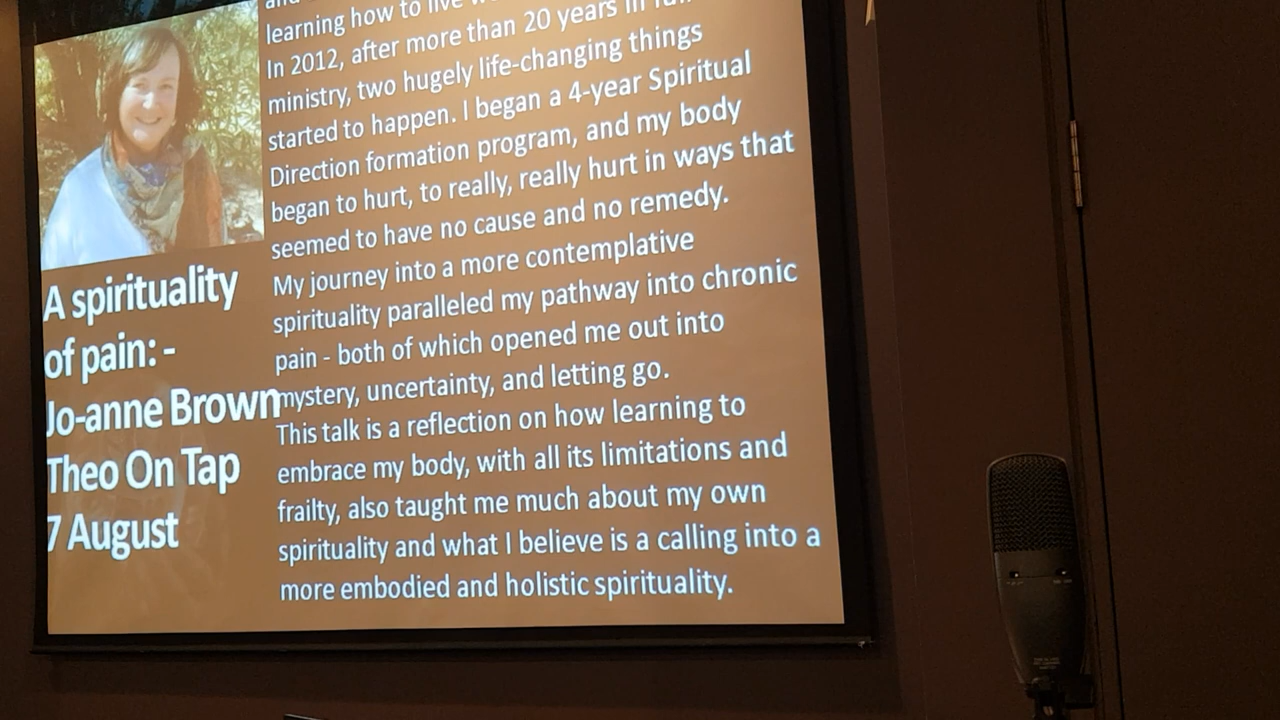 A spirituality
of pain: -
Jo-anne Brown
Theo On Tap
7 August
and
learning how to live
In 2012, after more than 20 years in
ministry, two hugely life-changing things
started to happen. I began a 4-year Spiritual
Direction formation program, and my body
began to hurt, to really, really hurt in ways that
seemed to have no cause and no remedy.
My journey into a more contemplative
spirituality paralleled my pathway into chronic
pain - both of which opened me out into
mystery, uncertainty, and letting go.
This talk is a reflection on how learning to
embrace my body, with all its limitations and
frailty, also taught me much about my own
spirituality and what I believe is a calling into a
more embodied and holistic spirituality.